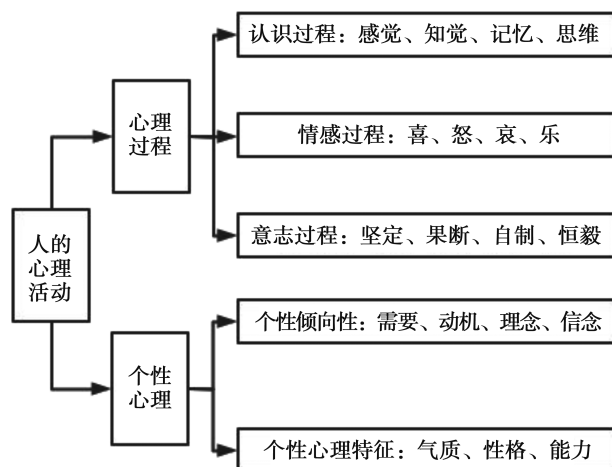 认识过程：感觉、知觉、记忆、思维
心理
过程
情感过程：喜、怒、哀、乐
意志过程：坚定、果断、自制、恒毅
人的
心理
活动
个性倾向性：需要、动机、理念、信念
个性
心理
个性心理特征：气质、性格、能力